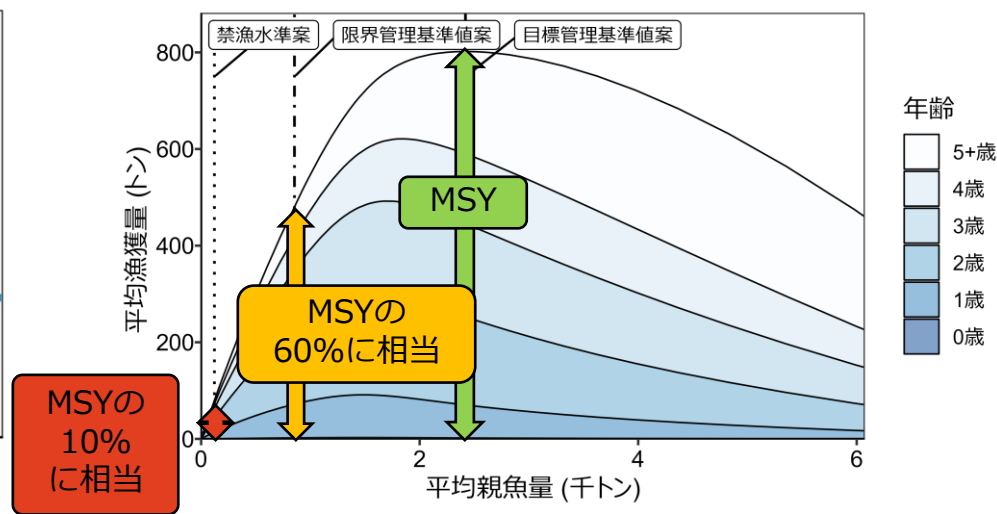 禁漁水準案
限界管理基準値案
目標管理基準値案
800
600
400
200
0
平均漁獲量 (トン)
MSY
MSYの
60%に相当
MSYの
10%
に相当
0
2
4
6
平均親魚量 (千トン)
年齢
5+歳
4歳
3歳
2歳
1歳
0歳